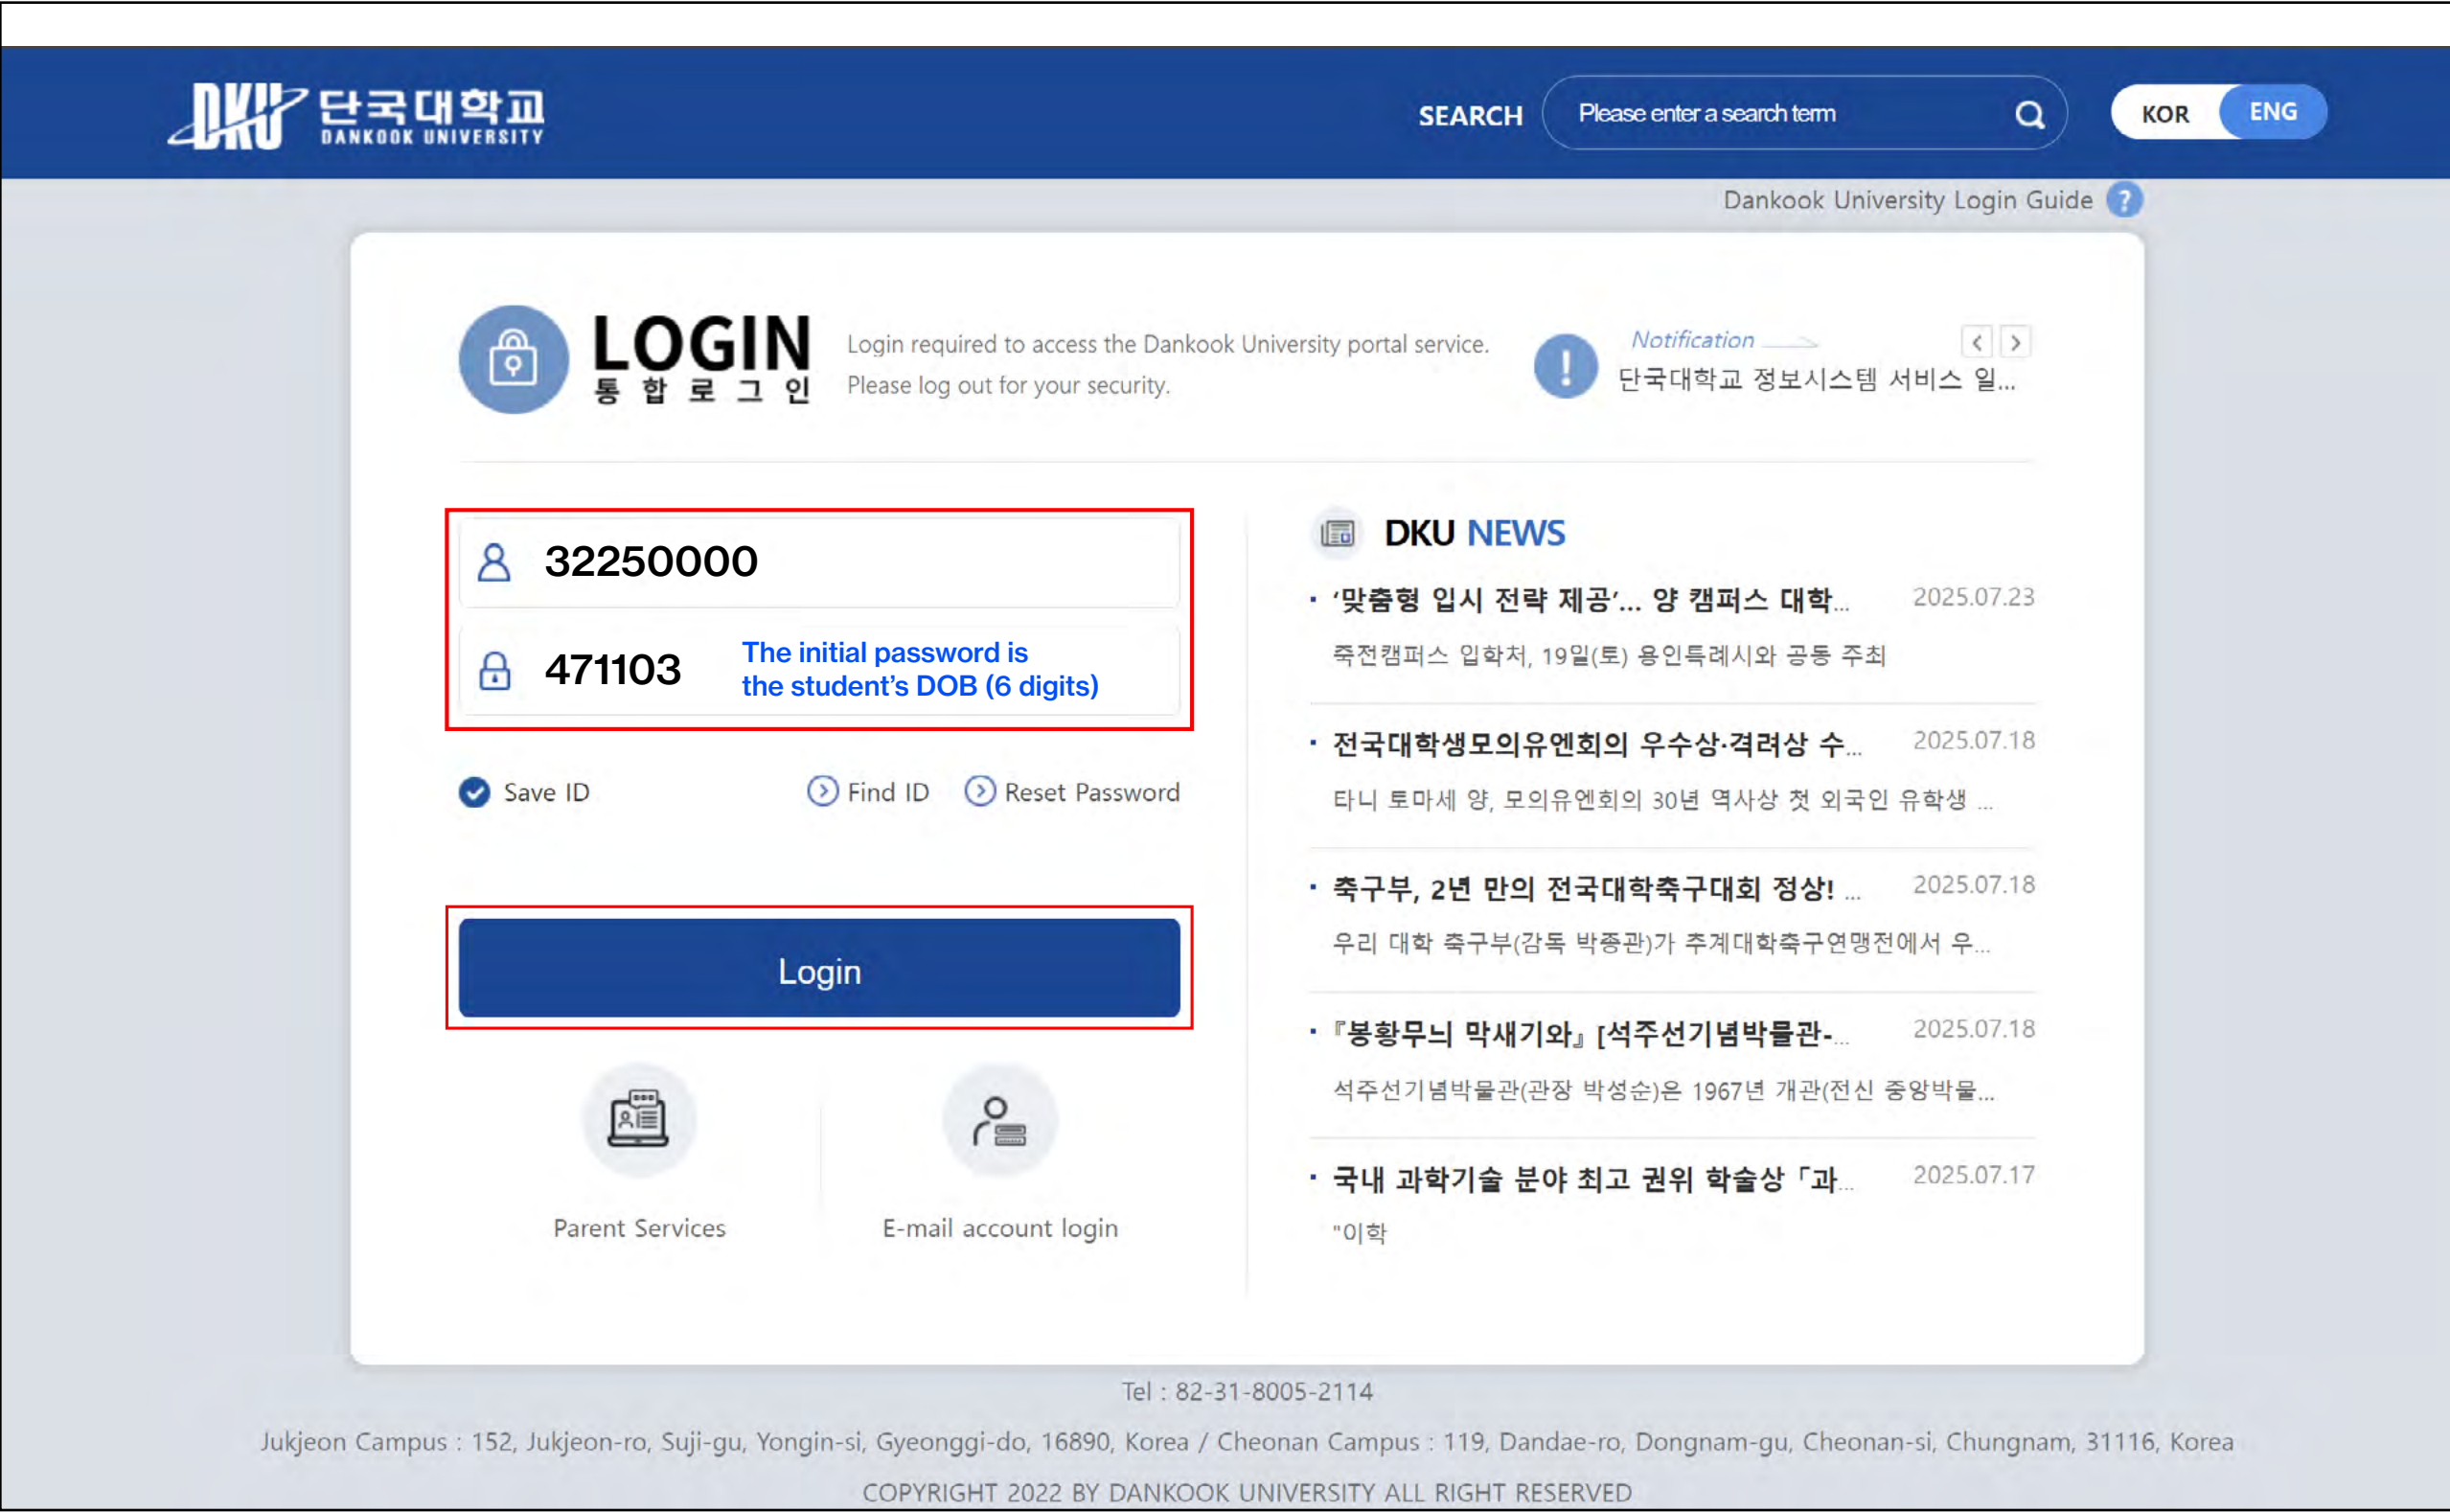 DKU 단국대학교
DANKOOK UNIVERSITY
SEARCH Please enter a search term KOR ENG
Dankook University Login Guide ?
LOGIN
통합로그인
Login required to access the Dankook University portal service.
Please log out for your security.
Notification
단국대학교 정보시스템 서비스 일...
32250000
471103
The initial password is
the student's DOB (6 digits)
Save ID Find ID Reset Password
Login
Parent Services E-mail account login
DKU NEWS
· '맞춤형 입시 전략 제공'... 양 캠퍼스 대학... 2025.07.23
죽전캠퍼스 입학처, 19일(토) 용인특례시와 공동 주최
· 전국대학생모의유엔회의 우수상·격려상 수... 2025.07.18
타니 토마세 양, 모의유엔회의 30년 역사상 첫 외국인 유학생 ...
· 축구부, 2년 만의 전국대학축구대회 정상! ... 2025.07.18
우리 대학 축구부(감독 박종관)가 추계대학축구연맹전에서 우...
· 『봉황무늬 막새기와』 [석주선기념박물관-... 2025.07.18
석주선기념박물관(관장 박성순)은 1967년 개관(전신 중앙박물...
· 국내 과학기술 분야 최고 권위 학술상 「과... 2025.07.17
"이학
Tel : 82-31-8005-2114
Jukjeon Campus : 152, Jukjeon-ro, Suji-gu, Yongin-si, Gyeonggi-do, 16890, Korea / Cheonan Campus : 119, Dandae-ro, Dongnam-gu, Cheonan-si, Chungnam, 31116, Korea
COPYRIGHT 2022 BY DANKOOK UNIVERSITY ALL RIGHT RESERVED